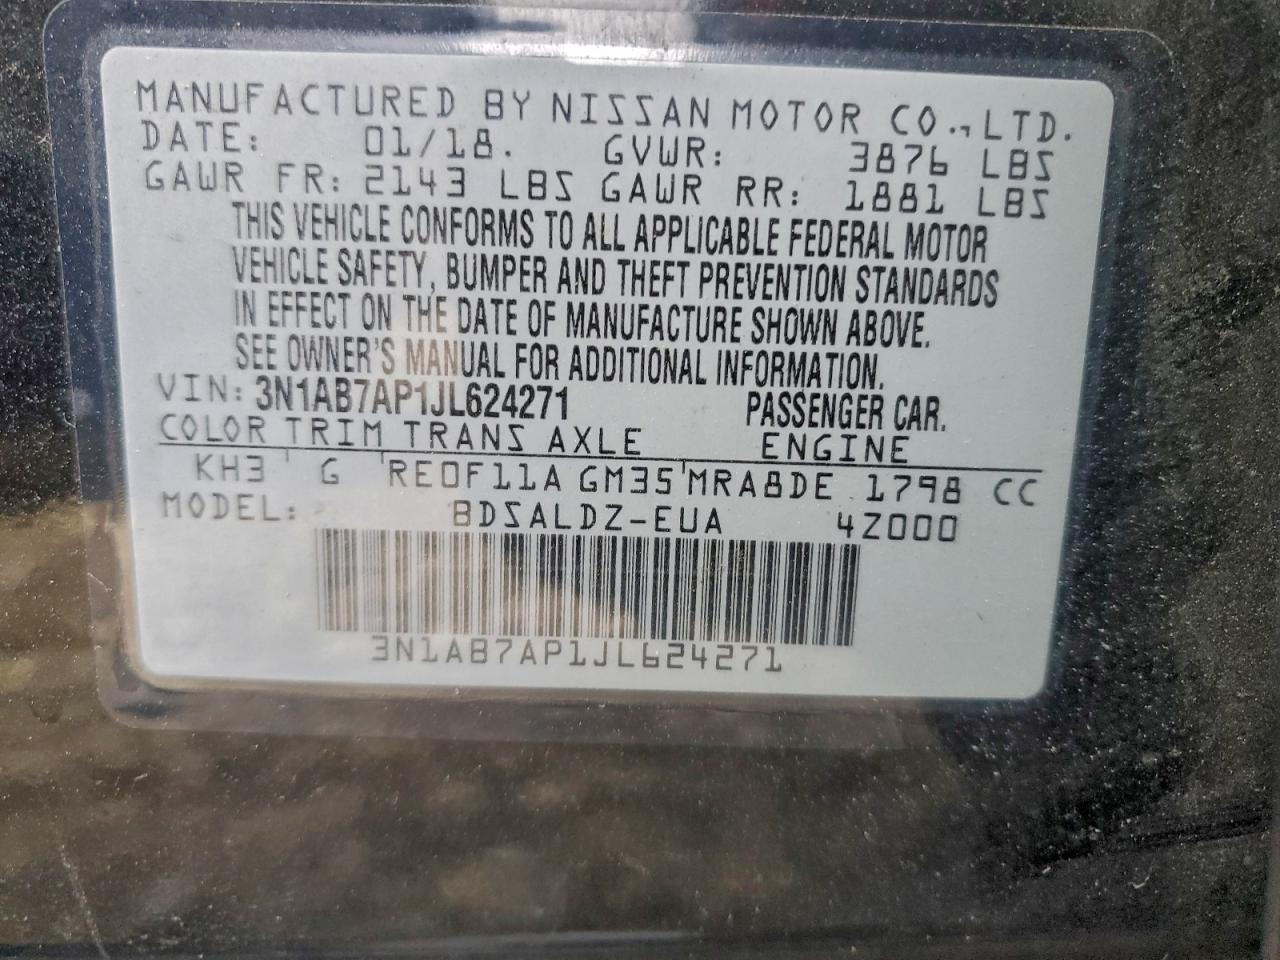 MANUFACTURED BY NISSAN MOTOR CO.,LTD.
DATE: 01/18. GVWR: 3876 LBS
GAWR FR: 2143 LBS GAWR RR: 1881 LBS
THIS VEHICLE CONFORMS TO ALL APPLICABLE FEDERAL MOTOR
VEHICLE SAFETY, BUMPER AND THEFT PREVENTION STANDARDS
IN EFFECT ON THE DATE OF MANUFACTURE SHOWN ABOVE.
SEE OWNER'S MANUAL FOR ADDITIONAL INFORMATION.
VIN: 3N1AB7AP1JL624271 PASSENGER CAR.
COLOR TRIM TRANS AXLE ENGINE
KH3 G RE0F11A GM35 MRA8DE 1798 CC
MODEL: BDSALDZ-EUA 4Z000
3N1AB7AP1JL624271